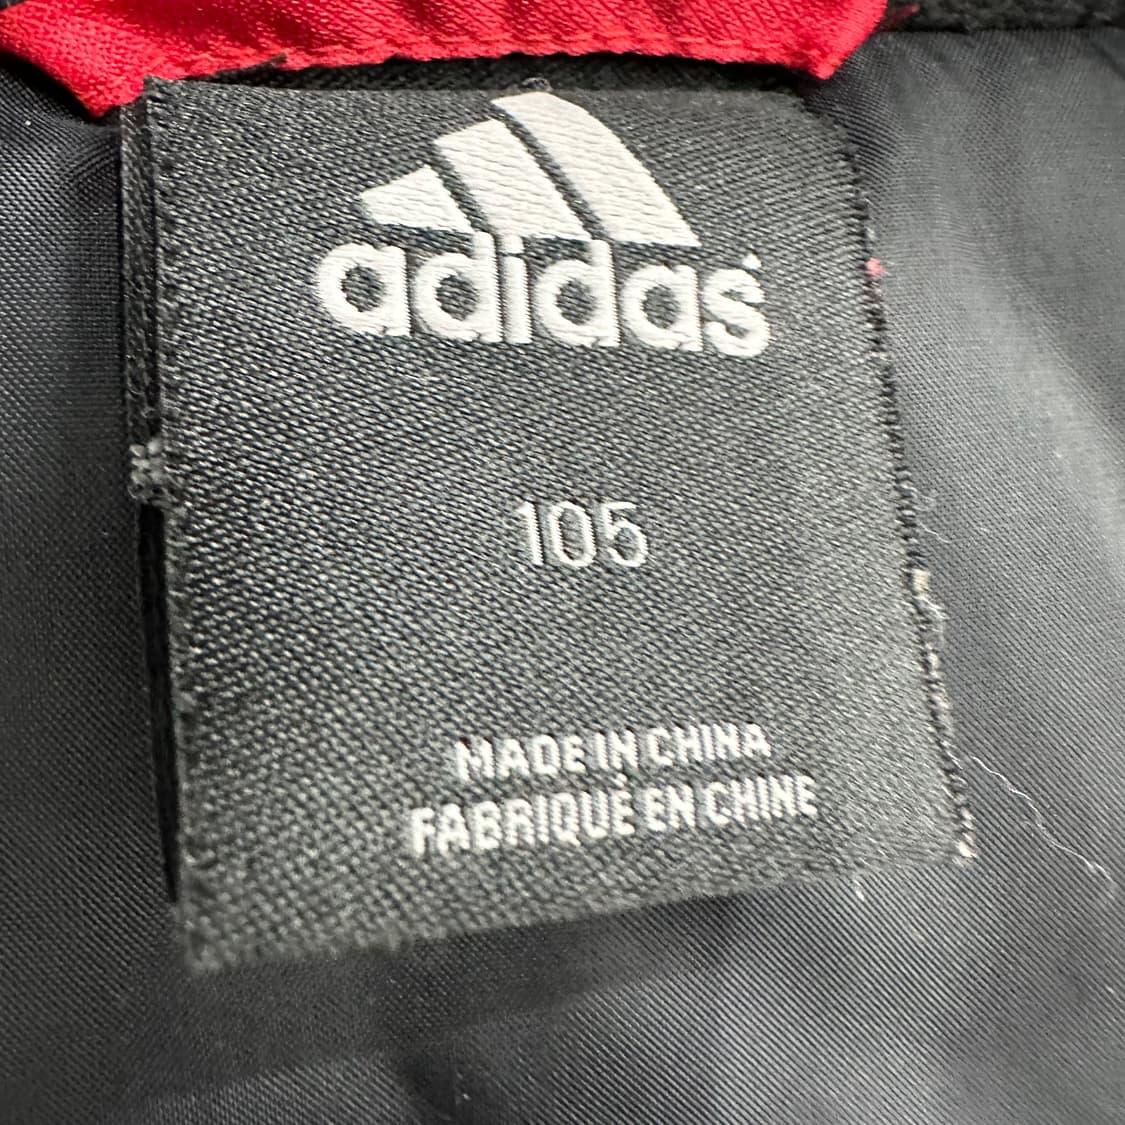 adidas
105
MADE IN CHINA
FABRIQUÉ EN CHINE